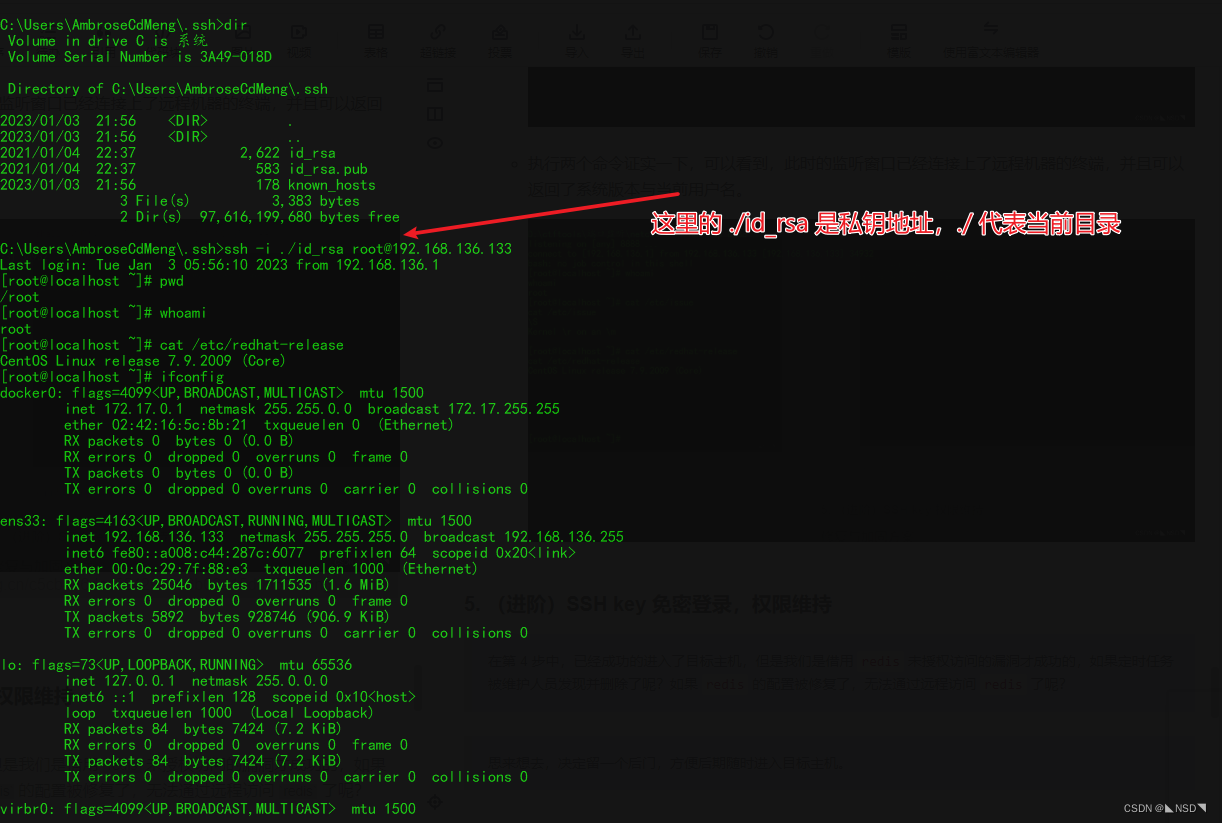 C:\Users\AmbroseCdMeng\.ssh>dir
 Volume in drive C is 系统
 Volume Serial Number is 3A49-018D

 Directory of C:\Users\AmbroseCdMeng\.ssh

2023/01/03  21:56    <DIR>          .
2023/01/03  21:56    <DIR>          ..
2021/01/04  22:37             2,622 id_rsa
2021/01/04  22:37               583 id_rsa.pub
2023/01/03  21:56               178 known_hosts
               3 File(s)          3,383 bytes
               2 Dir(s)  97,616,199,680 bytes free
这里的 ./id_rsa 是私钥地址，./ 代表当前目录

C:\Users\AmbroseCdMeng\.ssh>ssh -i ./id_rsa root@192.168.136.133
Last login: Tue Jan  3 05:56:10 2023 from 192.168.136.1
[root@localhost ~]# pwd
/root
[root@localhost ~]# whoami
root
[root@localhost ~]# cat /etc/redhat-release
CentOS Linux release 7.9.2009 (Core)
[root@localhost ~]# ifconfig
docker0: flags=4099<UP,BROADCAST,MULTICAST>  mtu 1500
        inet 172.17.0.1  netmask 255.255.0.0  broadcast 172.17.255.255
        ether 02:42:16:5c:8b:21  txqueuelen 0  (Ethernet)
        RX packets 0  bytes 0 (0.0 B)
        RX errors 0  dropped 0  overruns 0  frame 0
        TX packets 0  bytes 0 (0.0 B)
        TX errors 0  dropped 0 overruns 0  carrier 0  collisions 0

ens33: flags=4163<UP,BROADCAST,RUNNING,MULTICAST>  mtu 1500
        inet 192.168.136.133  netmask 255.255.255.0  broadcast 192.168.136.255
        inet6 fe80::a008:c44:287c:6077  prefixlen 64  scopeid 0x20<link>
        ether 00:0c:29:7f:88:e3  txqueuelen 1000  (Ethernet)
        RX packets 25046  bytes 1711535 (1.6 MiB)
        RX errors 0  dropped 0  overruns 0  frame 0
        TX packets 5892  bytes 928746 (906.9 KiB)
        TX errors 0  dropped 0 overruns 0  carrier 0  collisions 0
5. （进阶）SSH key 免密登录，权限维持

lo: flags=73<UP,LOOPBACK,RUNNING>  mtu 65536
        inet 127.0.0.1  netmask 255.0.0.0
        inet6 ::1  prefixlen 128  scopeid 0x10<host>
        loop  txqueuelen 1000  (Local Loopback)
        RX packets 84  bytes 7424 (7.2 KiB)
        RX errors 0  dropped 0  overruns 0  frame 0
        TX packets 84  bytes 7424 (7.2 KiB)
        TX errors 0  dropped 0 overruns 0  carrier 0  collisions 0

virbr0: flags=4099<UP,BROADCAST,MULTICAST>  mtu 1500
CSDN @◣NSD◥